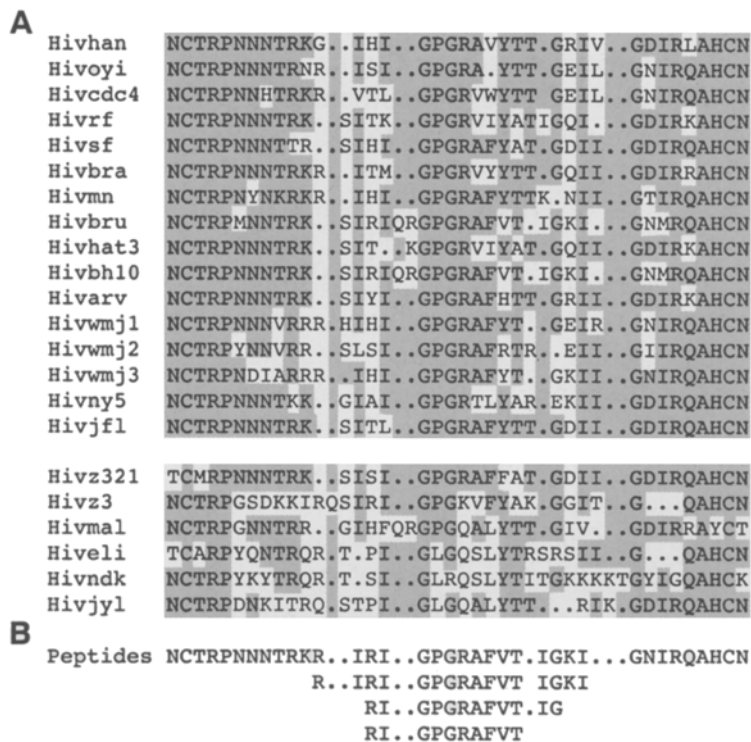 A
Hivhan NCTRPNNNTRKG..IHI..GPGRAVYTT.GRIV..GDIRLAHCN
Hivoyi NCTRPNNNTRNR..ISI..GPGRA.YTT.GEIL..GNIRQAHCN
Hivcdc4 NCTRPNNHTRKR..VTL..GPGRVWYTT GEIL..GNIRQAHCN
Hivrf NCTRPNNNTRK..SITK..GPGRVIYATIGQI...GDIRKAHCN
Hivsf NCTRPNNNTTR..SIHI..GPGRAFYAT.GDII..GDIRQAHCN
Hivbra NCTRPNNNTRKR..ITM..GPGRVYYTT.GQII..GDIRRAHCN
Hivmn NCTRPNYNKRKR..IHI..GPGRAFYTTK.NII..GTIRQAHCN
Hivbru NCTRPMNNTRK..SIRIQRGPGRAFVT.IGKI...GNMRQAHCN
Hivhat3 NCTRPNNNTRK..SIT..KGPGRVIYAT.GQII..GDIRKAHCN
Hivbh10 NCTRPNNNTRK..SIRIQRGPGRAFVT.IGKI...GNMRQAHCN
Hivarv NCTRPNNNTRK..SIYI..GPGRAFHTT.GRII..GDIRKAHCN
Hivwmj1 NCTRPNNVRRR.HIHI..GPGRAFYT..GEIR..GNIRQAHCN
Hivwmj2 NCTRPYNNVRR..SLSI..GPGRAFRTR..EII..GIIRQAHCN
Hivwmj3 NCTRPNDIARRR..IHI..GPGRAFYT..GKII..GNIRQAHCN
Hivny5 NCTRPNNNTKK..GIAI..GPGRTLYAR.EKII..GDIRQAHCN
Hivjfl NCTRPNNNTRK..SITL..GPGRAFYTT.GDII..GDIRQAHCN
Hivz321 TCMRPNNNTRK..SISI..GPGRAFFAT.GDII..GDIRQAHCN
Hivz3 NCTRPGSDKKIRQSIRI..GPGKVFYAK.GGIT..G...QAHCN
Hivmal NCTRPGNNTRR..GIHFQRGPGQALYTT.GIV...GDIRRAYCT
Hiveli TCARPYQNTRQR.T.PI..GLGQSLYTRSRSII..G...QAHCN
Hivndk NCTRPYKYTRQR.T.SI..GLRQSLYTITGKKKKTGYIGQAHCK
Hivjyl NCTRPDNKITRQ.STPI..GLGQALYTT...RIK.GDIRQAHCN
B
Peptides NCTRPNNNTRKR..IRI..GPGRAFVT.IGKI...GNIRQAHCN
R..IRI..GPGRAFVT IGKI
RI..GPGRAFVT.IG
RI..GPGRAFVT